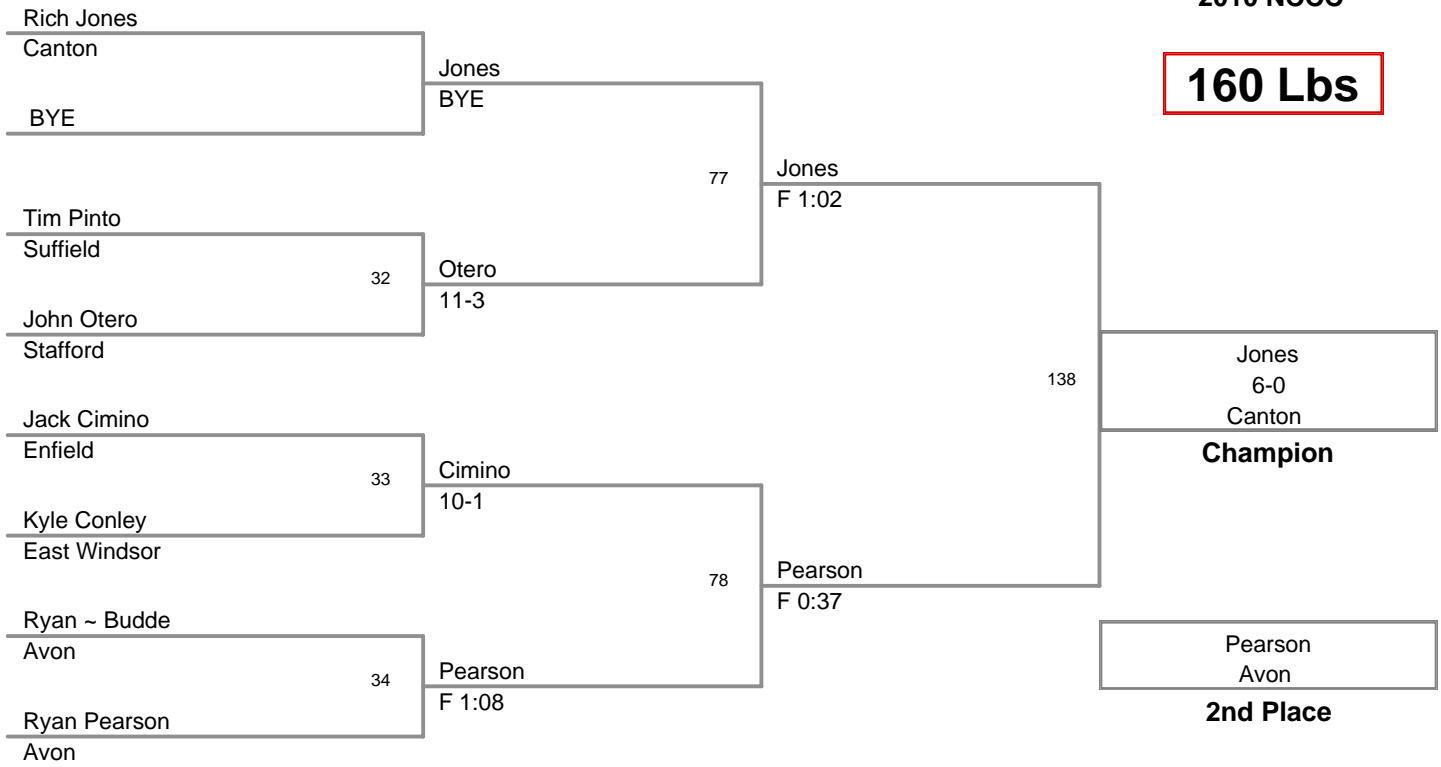 2010 NCCC
160 Lbs
Rich Jones
Canton
BYE
Tim Pinto
Suffield
32
John Otero
Stafford
Jack Cimino
Enfield
33
Kyle Conley
East Windsor
Ryan ~ Budde
Avon
34
Ryan Pearson
Avon
Jones
BYE
77
Otero
11-3
Cimino
10-1
78
Pearson
F 1:08
Jones
F 1:02
138
Pearson
F 0:37
Jones
6-0
Canton
Champion
Pearson
Avon
2nd Place